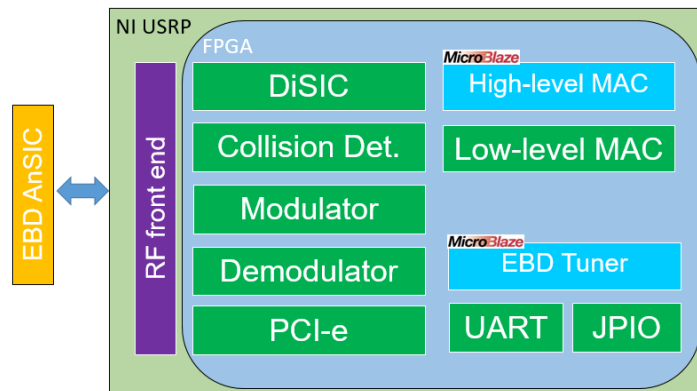 NI USRP
FPGA
EBD AnSIC
RF front end
DiSIC
Collision Det.
Modulator
Demodulator
PCI-e
MicroBlaze
High-level MAC
Low-level MAC
MicroBlaze
EBD Tuner
UART
JPIO